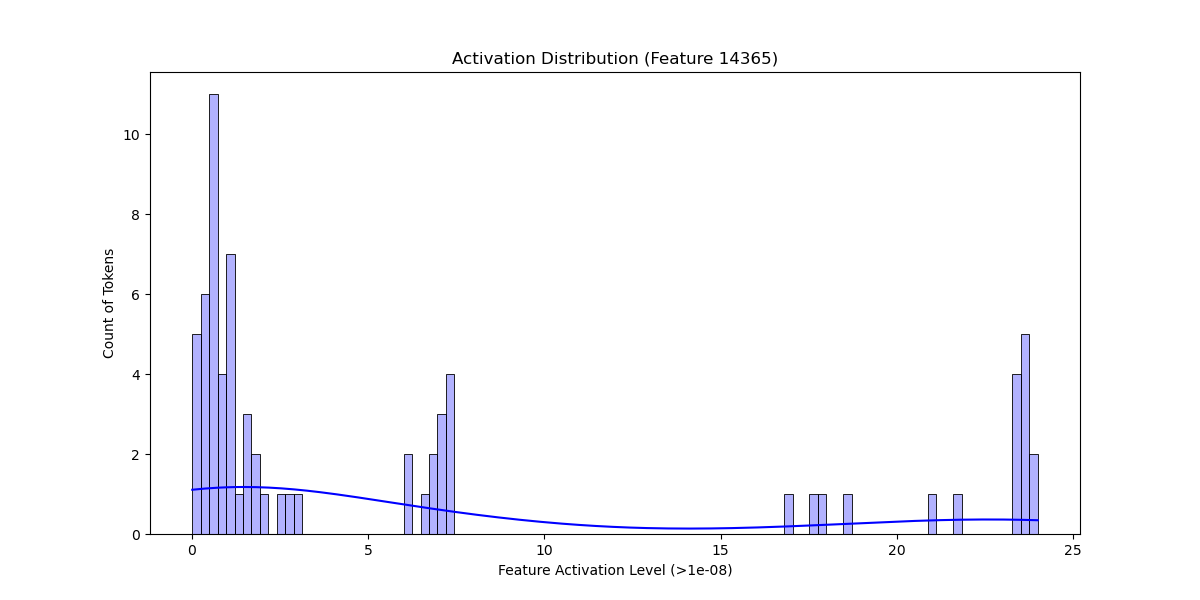 Activation Distribution (Feature 14365)
Count of Tokens
10
8
6
4
2
0
0 5 10 15 20 25
Feature Activation Level (>1e-08)